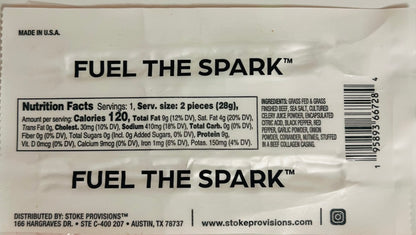 MADE IN U.S.A.
FUEL THE SPARK™
Nutrition Facts Servings: 1, Serv. size: 2 pieces (28g),
Amount per serving: Calories 120, Total Fat 9g (12% DV), Sat. Fat 4g (20% DV),
Trans Fat 0g, Cholest. 30mg (10% DV), Sodium 410mg (18% DV), Total Carb. 0g (0% DV),
Fiber 0g (0% DV), Total Sugars 0g (Incl. 0g Added Sugars, 0% DV), Protein 9g,
Vit. D 0mcg (0% DV), Calcium 9mg (0% DV), Iron 1mg (6% DV), Potas. 150mg (4% DV).
INGREDIENTS: GRASS FED & GRASS
FINISHED BEEF, SEA SALT, CULTURED
CELERY JUICE POWDER, ENCAPSULATED
CITRIC ACID, BLACK PEPPER, RED
PEPPER, GARLIC POWDER, ONION
POWDER, CORIANDER, NUTMEG, STUFFED
IN A BEEF COLLAGEN CASING.
1 95893 66728 4
FUEL THE SPARK™
DISTRIBUTED BY: STOKE PROVISIONS™
166 HARGRAVES DR. • STE C-400 207 • AUSTIN, TX 78737
www.stokeprovisions.com